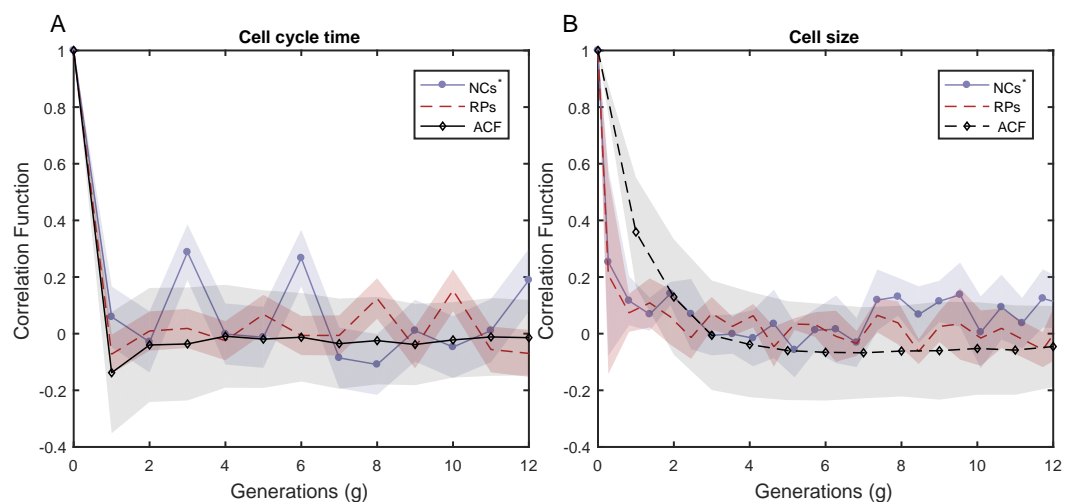 A
Cell cycle time
Correlation Function
1
0.8
0.6
0.4
0.2
0
-0.2
-0.4
0 2 4 6 8 10 12
Generations (g)
NCs*
RPs
ACF
B
Cell size
Correlation Function
1
0.8
0.6
0.4
0.2
0
-0.2
-0.4
0 2 4 6 8 10 12
Generations (g)
NCs*
RPs
ACF